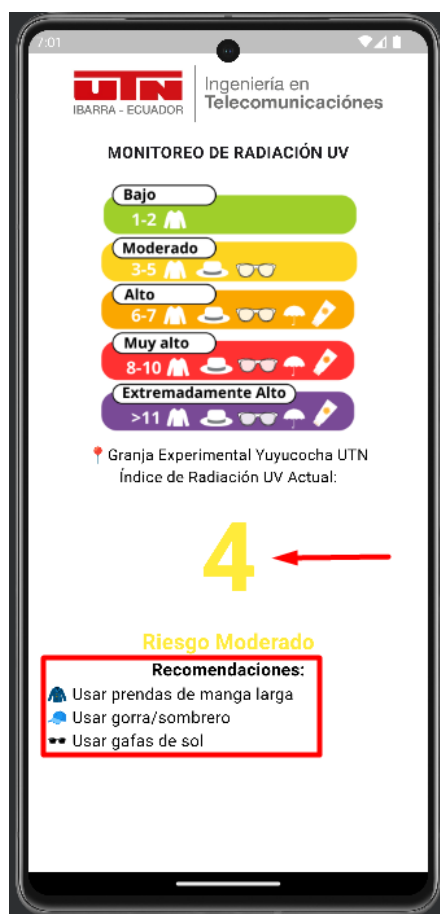 7:01
UTN
IBARRA - ECUADOR
Ingeniería en
Telecomunicaciónes
MONITOREO DE RADIACIÓN UV
Bajo
1-2
Moderado
3-5
Alto
6-7
Muy alto
8-10
Extremadamente Alto
>11
📍 Granja Experimental Yuyucocha UTN
Índice de Radiación UV Actual:
4
Riesgo Moderado
Recomendaciones:
🧥 Usar prendas de manga larga
🧢 Usar gorra/sombrero
🕶️ Usar gafas de sol